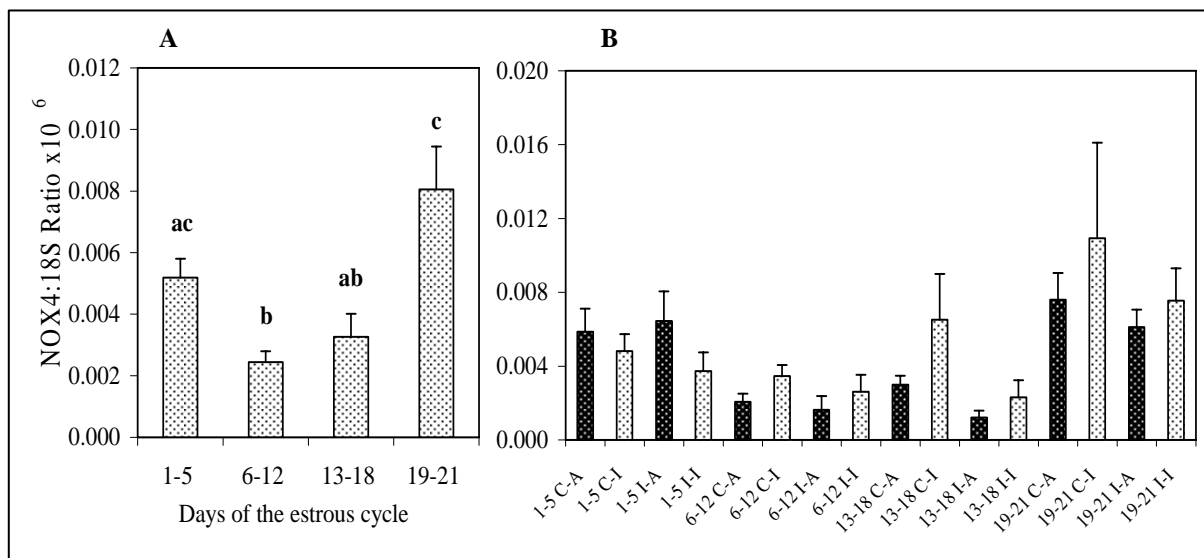 A
NOX4:18S Ratio x10 6
0.012
0.010
0.008
0.006
0.004
0.002
0.000
ac
b
ab
c
1-5 6-12 13-18 19-21
Days of the estrous cycle
B
0.020
0.016
0.012
0.008
0.004
0.000
1-5 C-A
1-5 C-I
1-5 I-A
1-5 I-I
6-12 C-A
6-12 C-I
6-12 I-A
6-12 I-I
13-18 C-A
13-18 C-I
13-18 I-A
13-18 I-I
19-21 C-A
19-21 C-I
19-21 I-A
19-21 I-I